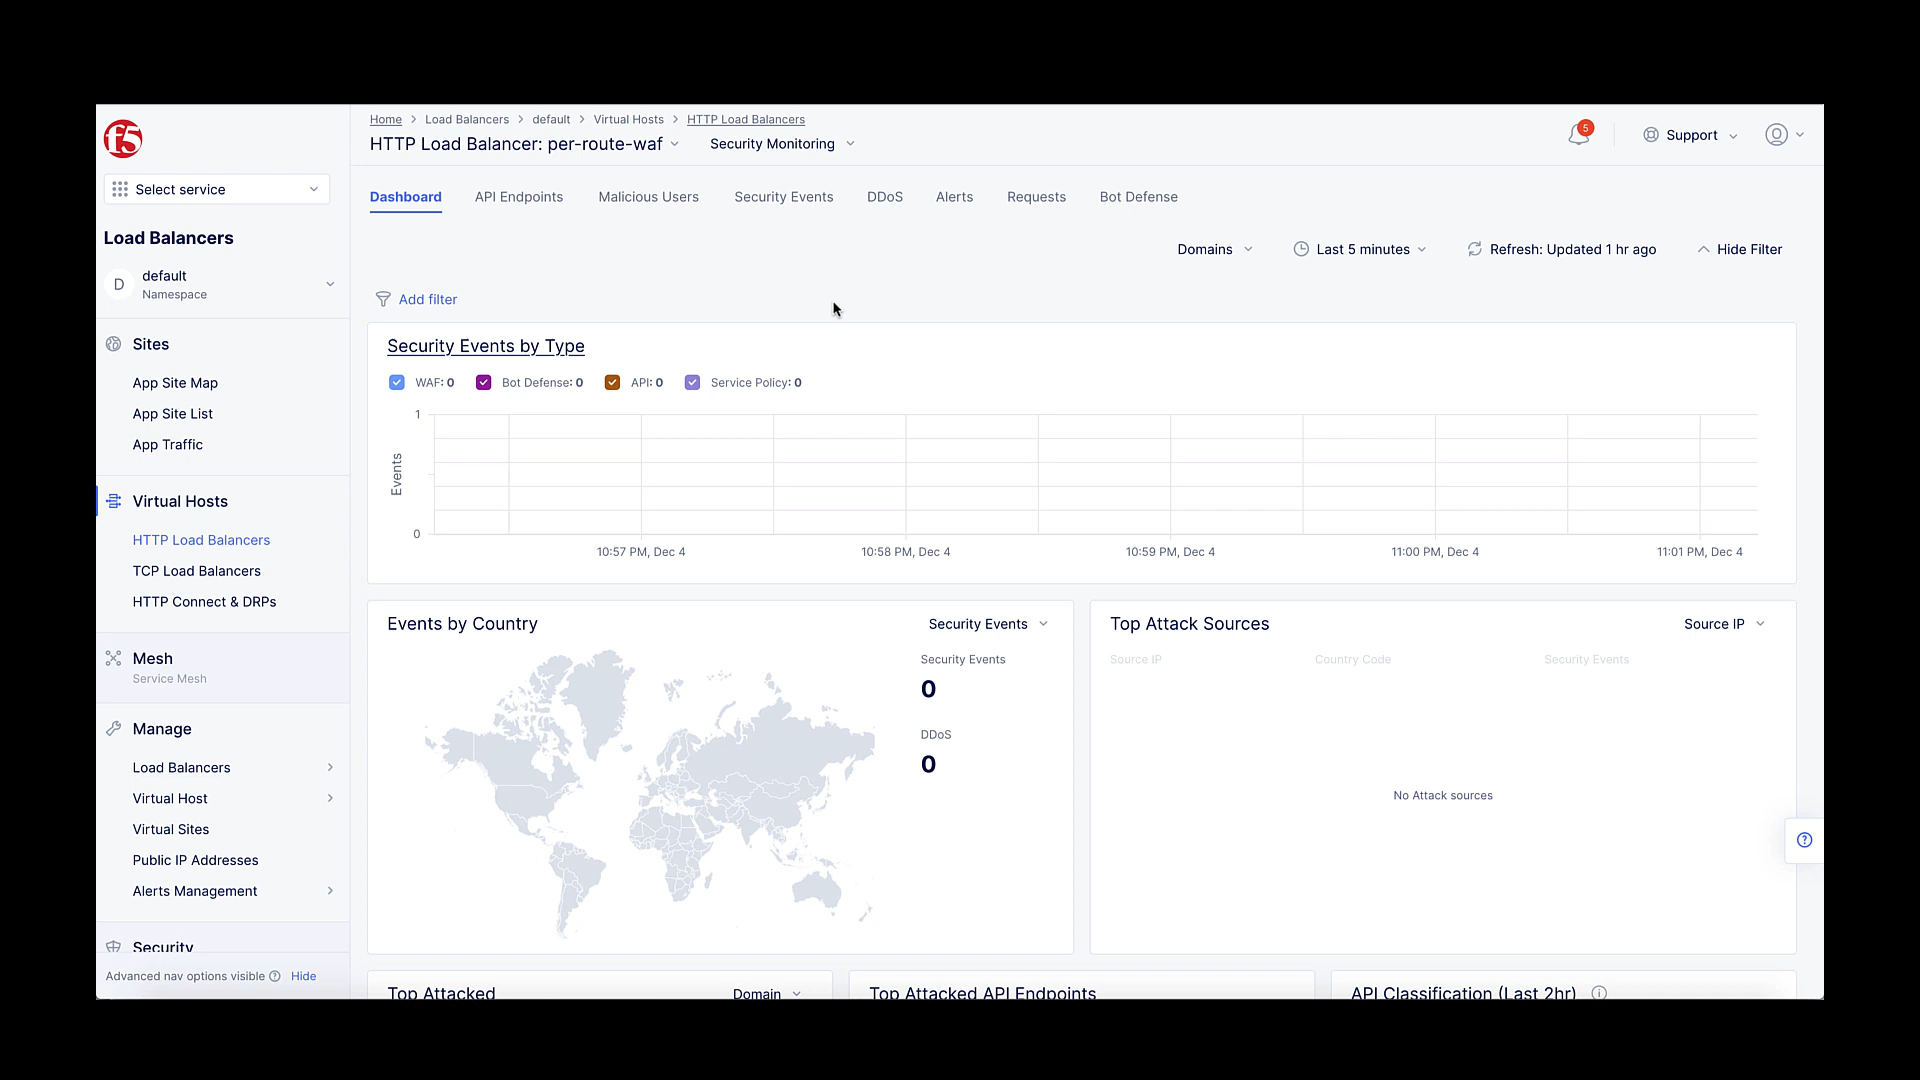 f5
Select service
Load Balancers
D
default
Namespace
Sites
App Site Map
App Site List
App Traffic
Virtual Hosts
HTTP Load Balancers
TCP Load Balancers
HTTP Connect & DRPs
Mesh
Service Mesh
Manage
Load Balancers
Virtual Host
Virtual Sites
Public IP Addresses
Alerts Management
Security
Advanced nav options visible Hide
Home > Load Balancers > default > Virtual Hosts > HTTP Load Balancers
HTTP Load Balancer: per-route-waf Security Monitoring
5
Support
Dashboard API Endpoints Malicious Users Security Events DDoS Alerts Requests Bot Defense
Domains Last 5 minutes Refresh: Updated 1 hr ago Hide Filter
Add filter
Security Events by Type
WAF: 0 Bot Defense: 0 API: 0 Service Policy: 0
1
Events
0
10:57 PM, Dec 4 10:58 PM, Dec 4 10:59 PM, Dec 4 11:00 PM, Dec 4 11:01 PM, Dec 4
Events by Country Security Events
Security Events
0
DDoS
0
Top Attack Sources Source IP
Source IP Country Code Security Events
No Attack sources
Top Attacked Domain
Top Attacked API Endpoints
API Classification (Last 2hr)